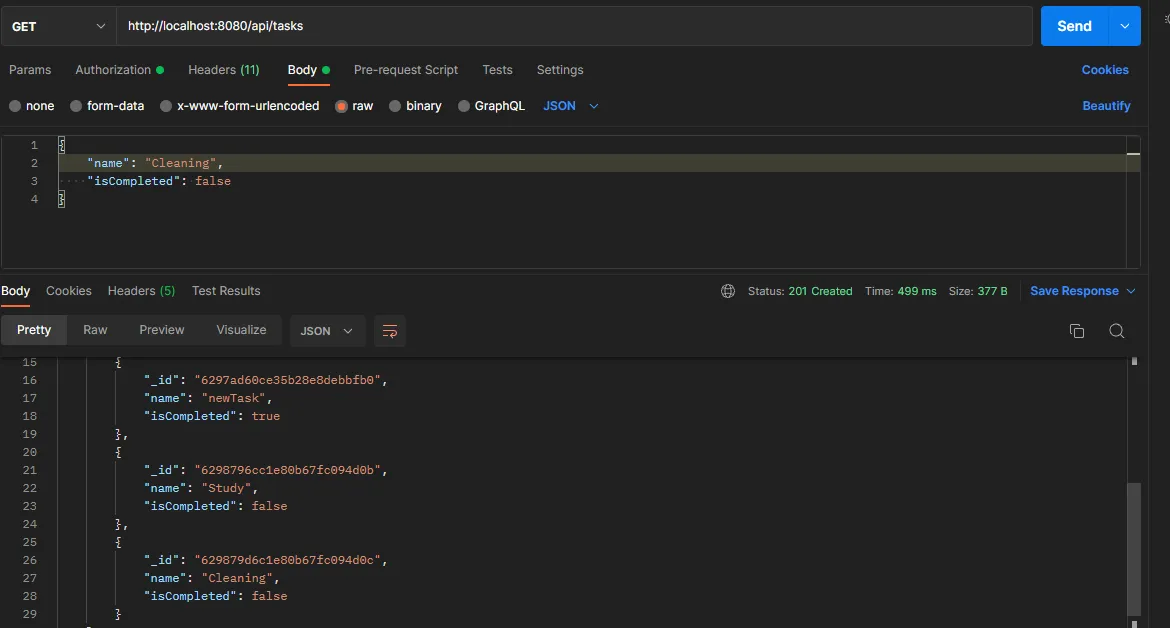 GET http://localhost:8080/api/tasks Send
Params Authorization Headers (11) Body Pre-request Script Tests Settings Cookies
none form-data x-www-form-urlencoded raw binary GraphQL JSON Beautify
1 {
2 "name": "Cleaning",
3 ····"isCompleted": false
4 }
Body Cookies Headers (5) Test Results Status: 201 Created Time: 499 ms Size: 377 B Save Response
Pretty Raw Preview Visualize JSON
15 {
16 "_id": "6297ad60ce35b28e8debbfb0",
17 "name": "newTask",
18 "isCompleted": true
19 },
20 {
21 "_id": "6298796cc1e80b67fc094d0b",
22 "name": "Study",
23 "isCompleted": false
24 },
25 {
26 "_id": "629879d6c1e80b67fc094d0c",
27 "name": "Cleaning",
28 "isCompleted": false
29 }